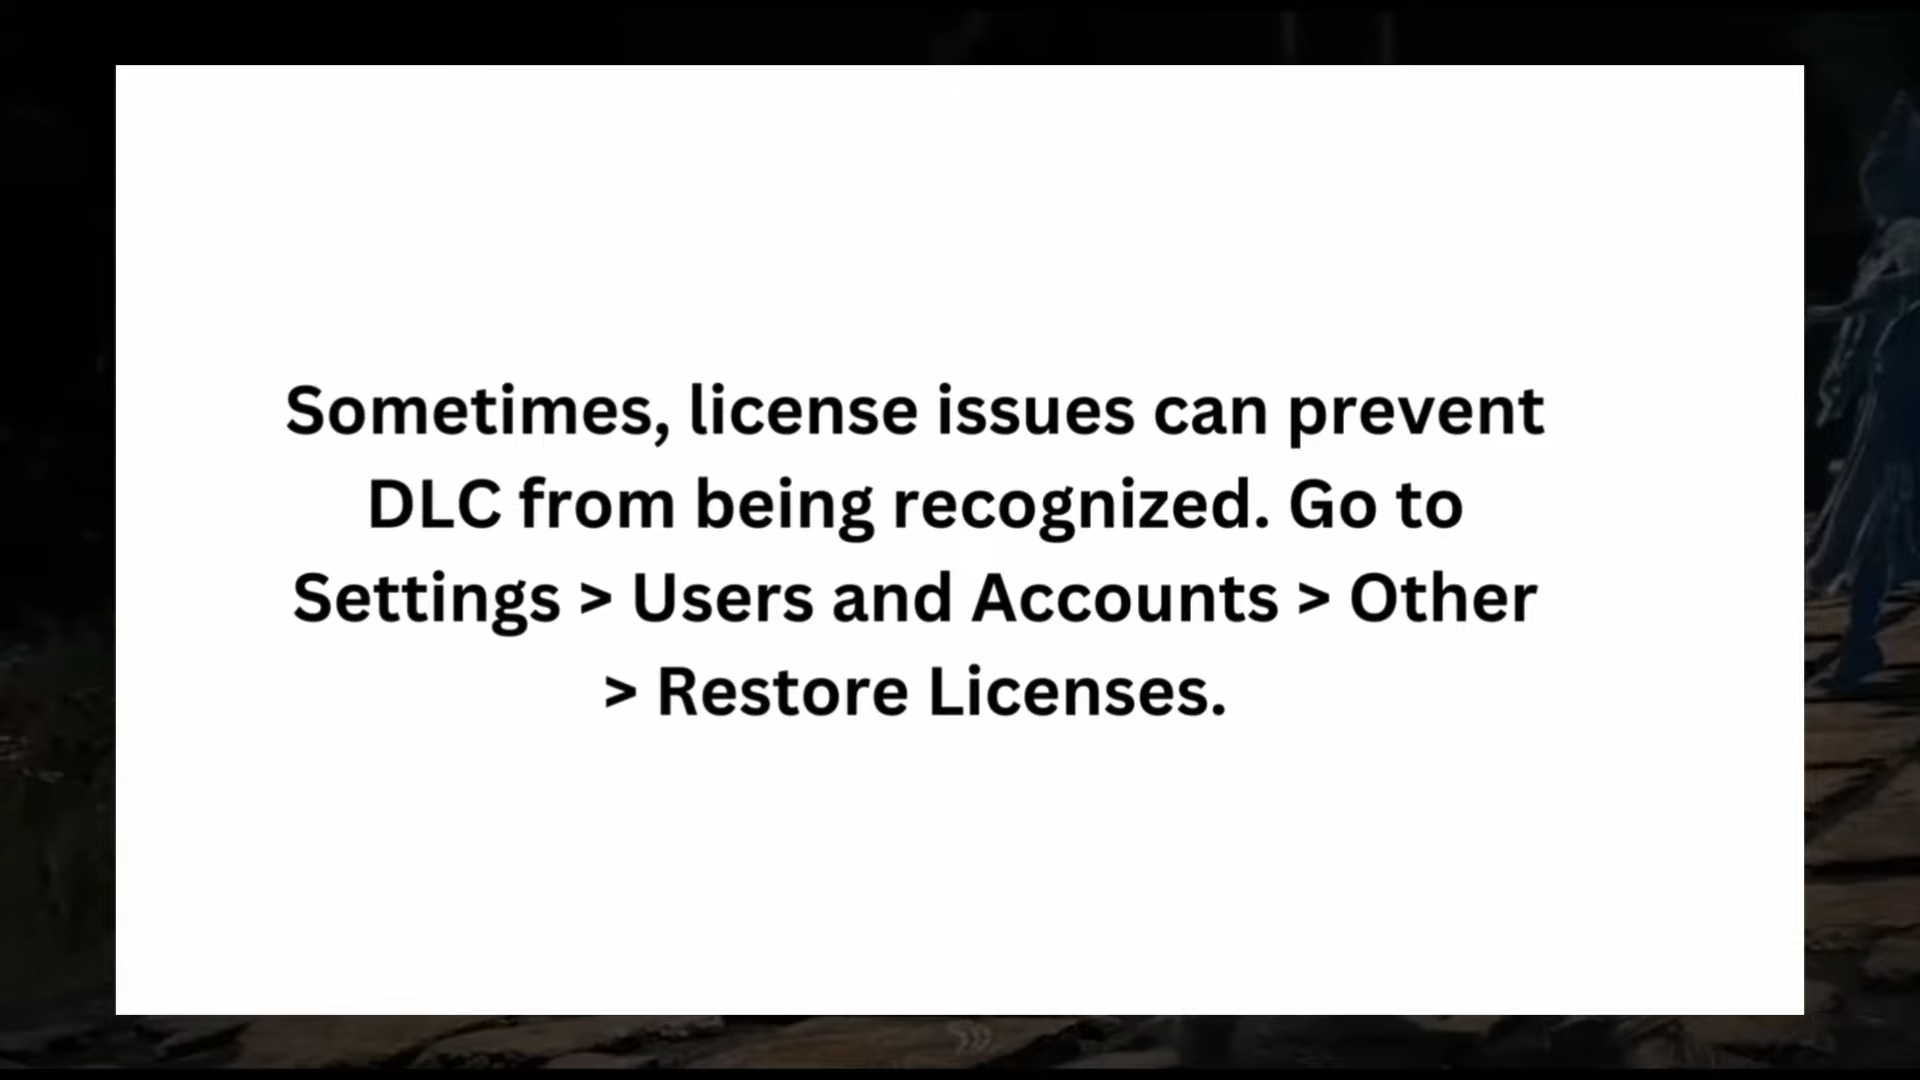 Sometimes, license issues can prevent
DLC from being recognized. Go to
Settings > Users and Accounts > Other
> Restore Licenses.